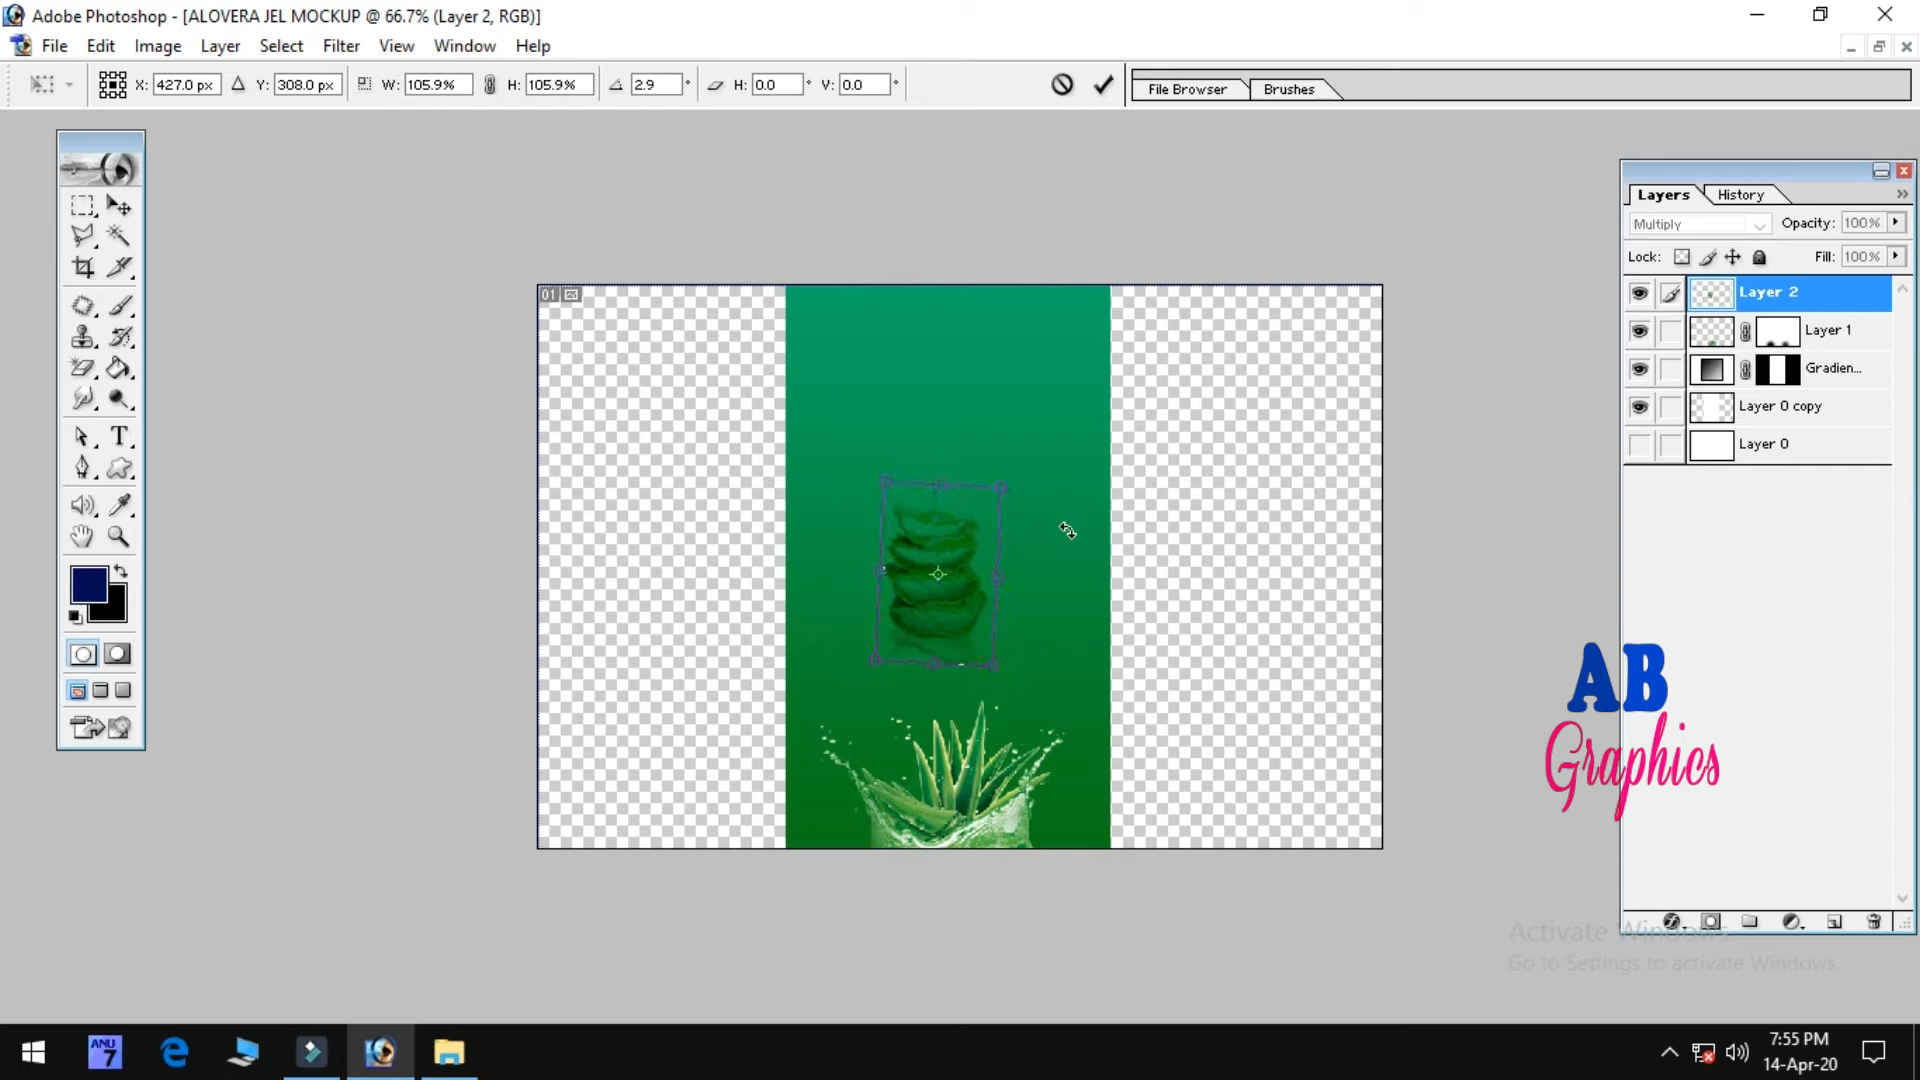 Adobe Photoshop - [ALOVERA JEL MOCKUP @ 66.7% (Layer 2, RGB)]
File Edit Image Layer Select Filter View Window Help
X: 427.0 px Y: 308.0 px W: 105.9% H: 105.9% 2.9 ° H: 0.0 ° V: 0.0 °
File Browser Brushes
Layers History
Multiply Opacity: 100%
Lock: Fill: 100%
Layer 2
Layer 1
Gradien...
Layer 0 copy
Layer 0
01
T
AB
Graphics
Activate Windows
Go to Settings to activate Windows.
ANU
7
7:55 PM
14-Apr-20